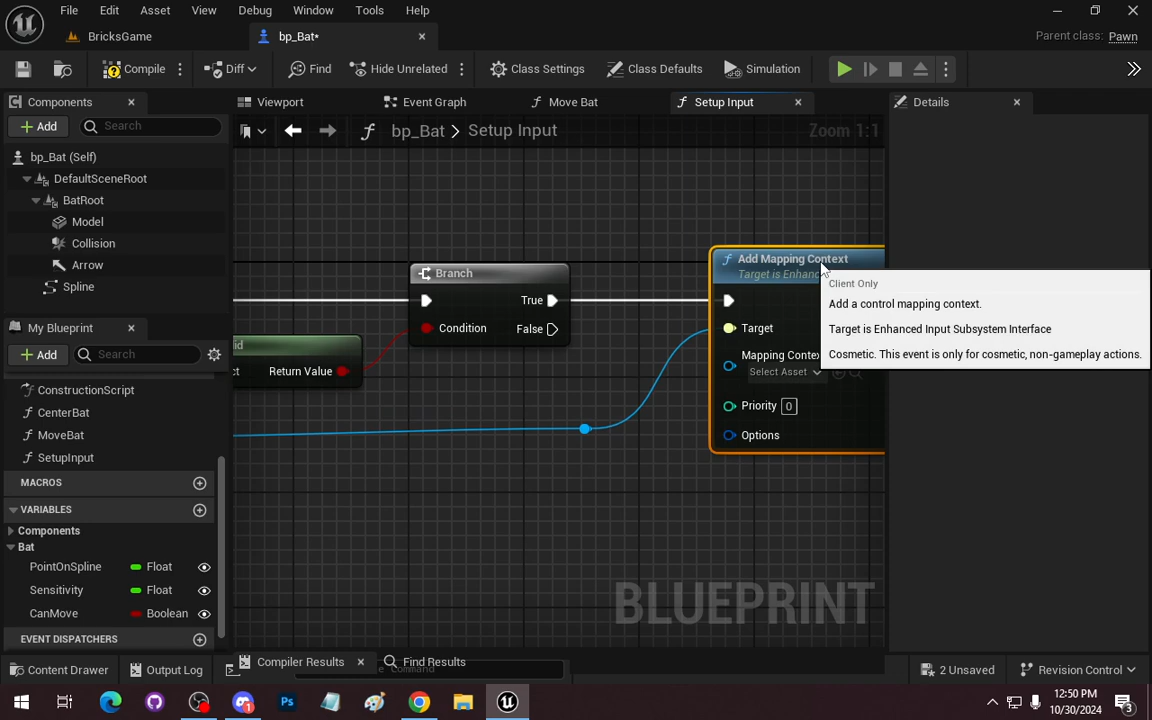 File Edit Asset View Debug Window Tools Help
BricksGame
bp_Bat*
Parent class: Pawn
Compile
Diff
Find
Hide Unrelated
Class Settings
Class Defaults
Simulation
Components
Viewport
Event Graph
Move Bat
Setup Input
Details
Add
Search
bp_Bat > Setup Input
Zoom 1:1
bp_Bat (Self)
DefaultSceneRoot
BatRoot
Model
Collision
Arrow
Spline
My Blueprint
Add
Search
ConstructionScript
CenterBat
MoveBat
SetupInput
MACROS
VARIABLES
Components
Bat
PointOnSpline Float
Sensitivity Float
CanMove Boolean
EVENT DISPATCHERS
id
ct Return Value
Branch
True
Condition False
Add Mapping Context
Target is Enhanc
Target
Mapping Conte
Select Asset
Priority 0
Options
Client Only
Add a control mapping context.
Target is Enhanced Input Subsystem Interface
Cosmetic. This event is only for cosmetic, non-gameplay actions.
BLUEPRINT
Content Drawer
Output Log
Compiler Results
Find Results
2 Unsaved
Revision Control
12:50 PM
10/30/2024
3